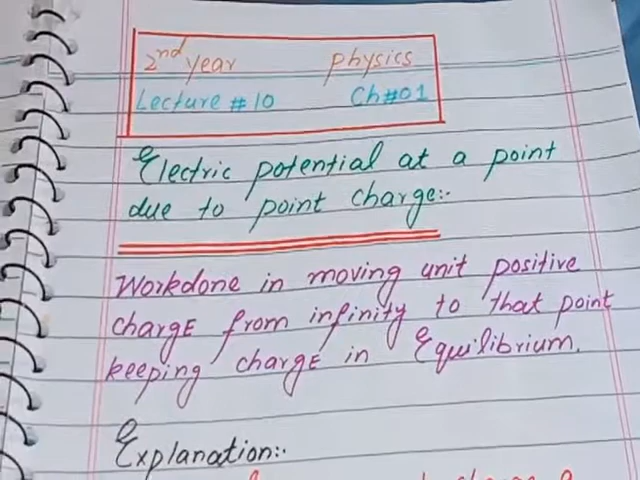 2nd year Physics
Lecture # 10 Ch#01
Electric potential at a point
due to point charge:-
Workdone in moving unit positive
charge from infinity to that point
keeping charge in Equilibrium.
Explanation:-